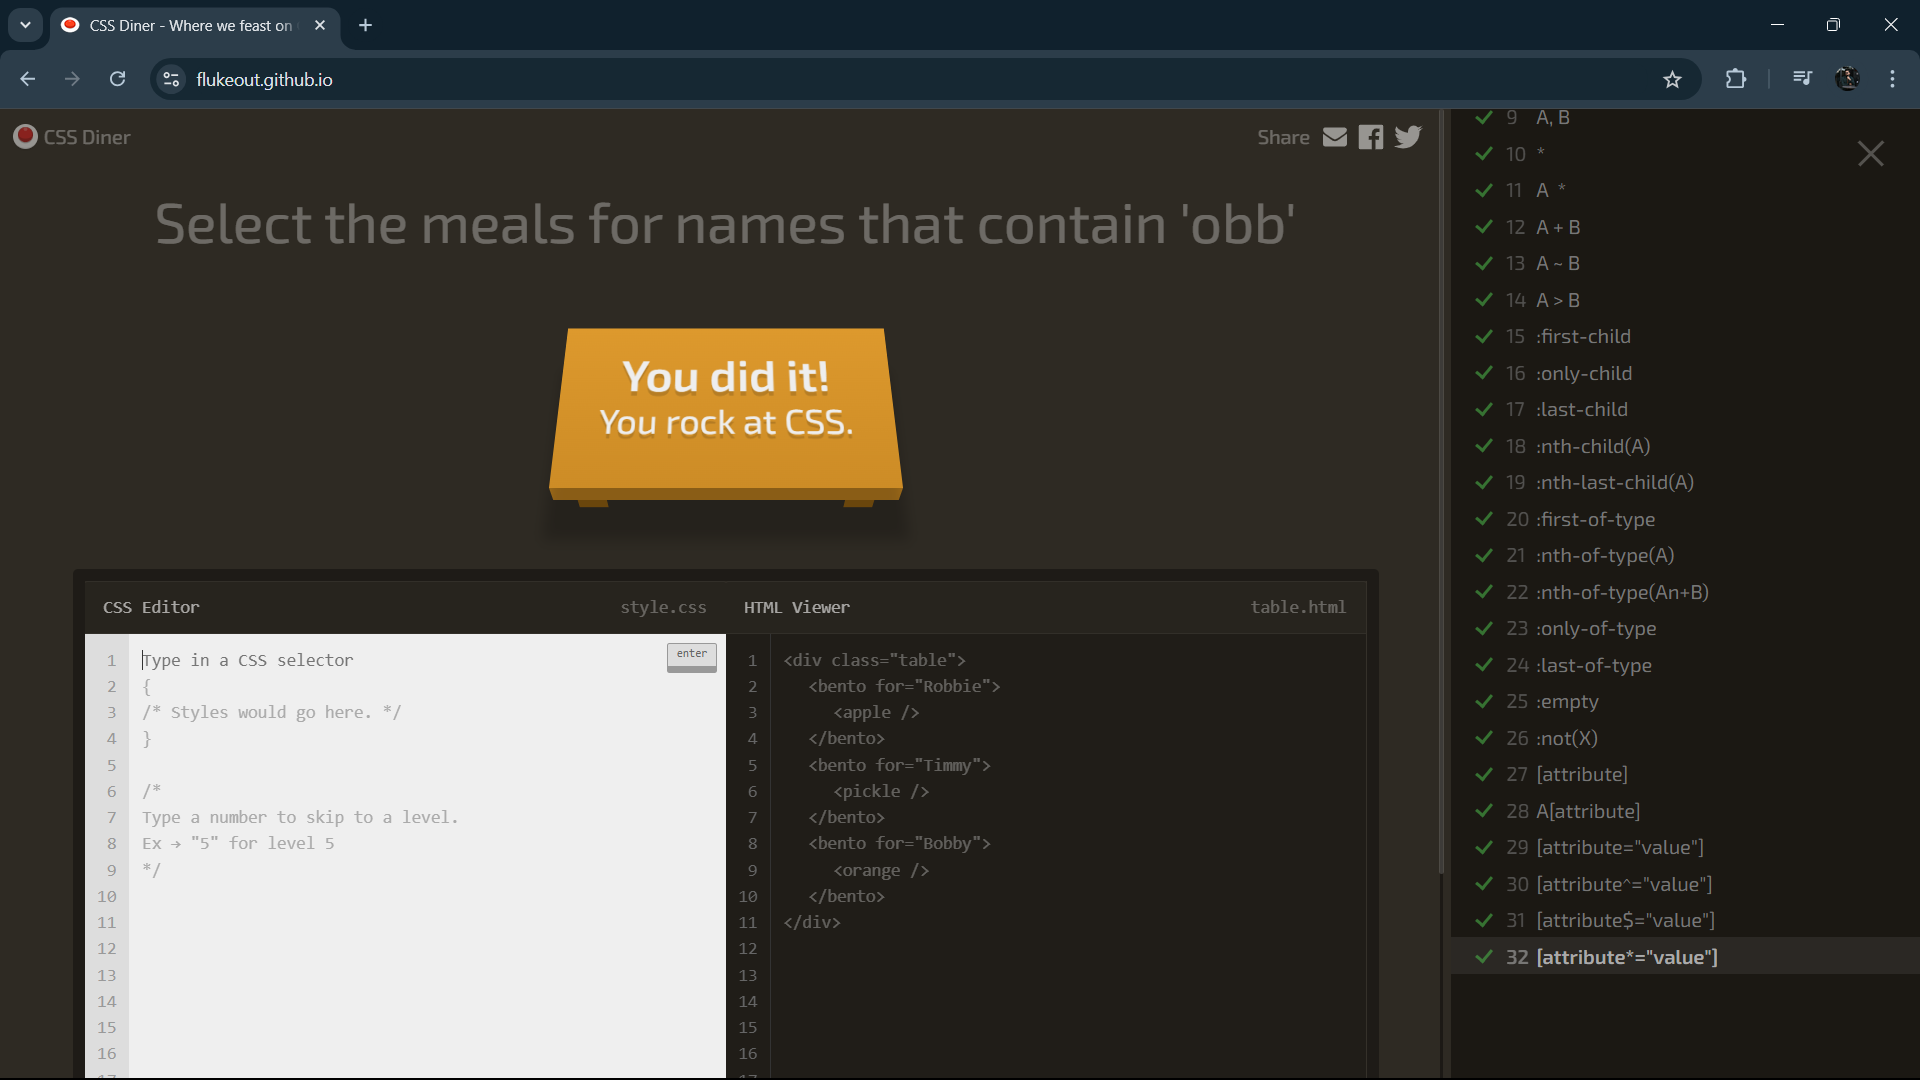 CSS Diner - Where we feast on
flukeout.github.io
CSS Diner
Share
Select the meals for names that contain 'obb'
You did it!
You rock at CSS.
CSS Editor
style.css
1 Type in a CSS selector
enter
2 {
3 /* Styles would go here. */
4 }
5
6 /*
7 Type a number to skip to a level.
8 Ex → "5" for level 5
9 */
10
11
12
13
14
15
16
HTML Viewer
table.html
1 <div class="table">
2 <bento for="Robbie">
3 <apple />
4 </bento>
5 <bento for="Timmy">
6 <pickle />
7 </bento>
8 <bento for="Bobby">
9 <orange />
10 </bento>
11 </div>
12
13
14
15
16
9 A, B
10 *
11 A *
12 A + B
13 A ~ B
14 A > B
15 :first-child
16 :only-child
17 :last-child
18 :nth-child(A)
19 :nth-last-child(A)
20 :first-of-type
21 :nth-of-type(A)
22 :nth-of-type(An+B)
23 :only-of-type
24 :last-of-type
25 :empty
26 :not(X)
27 [attribute]
28 A[attribute]
29 [attribute="value"]
30 [attribute^="value"]
31 [attribute$="value"]
32 [attribute*="value"]